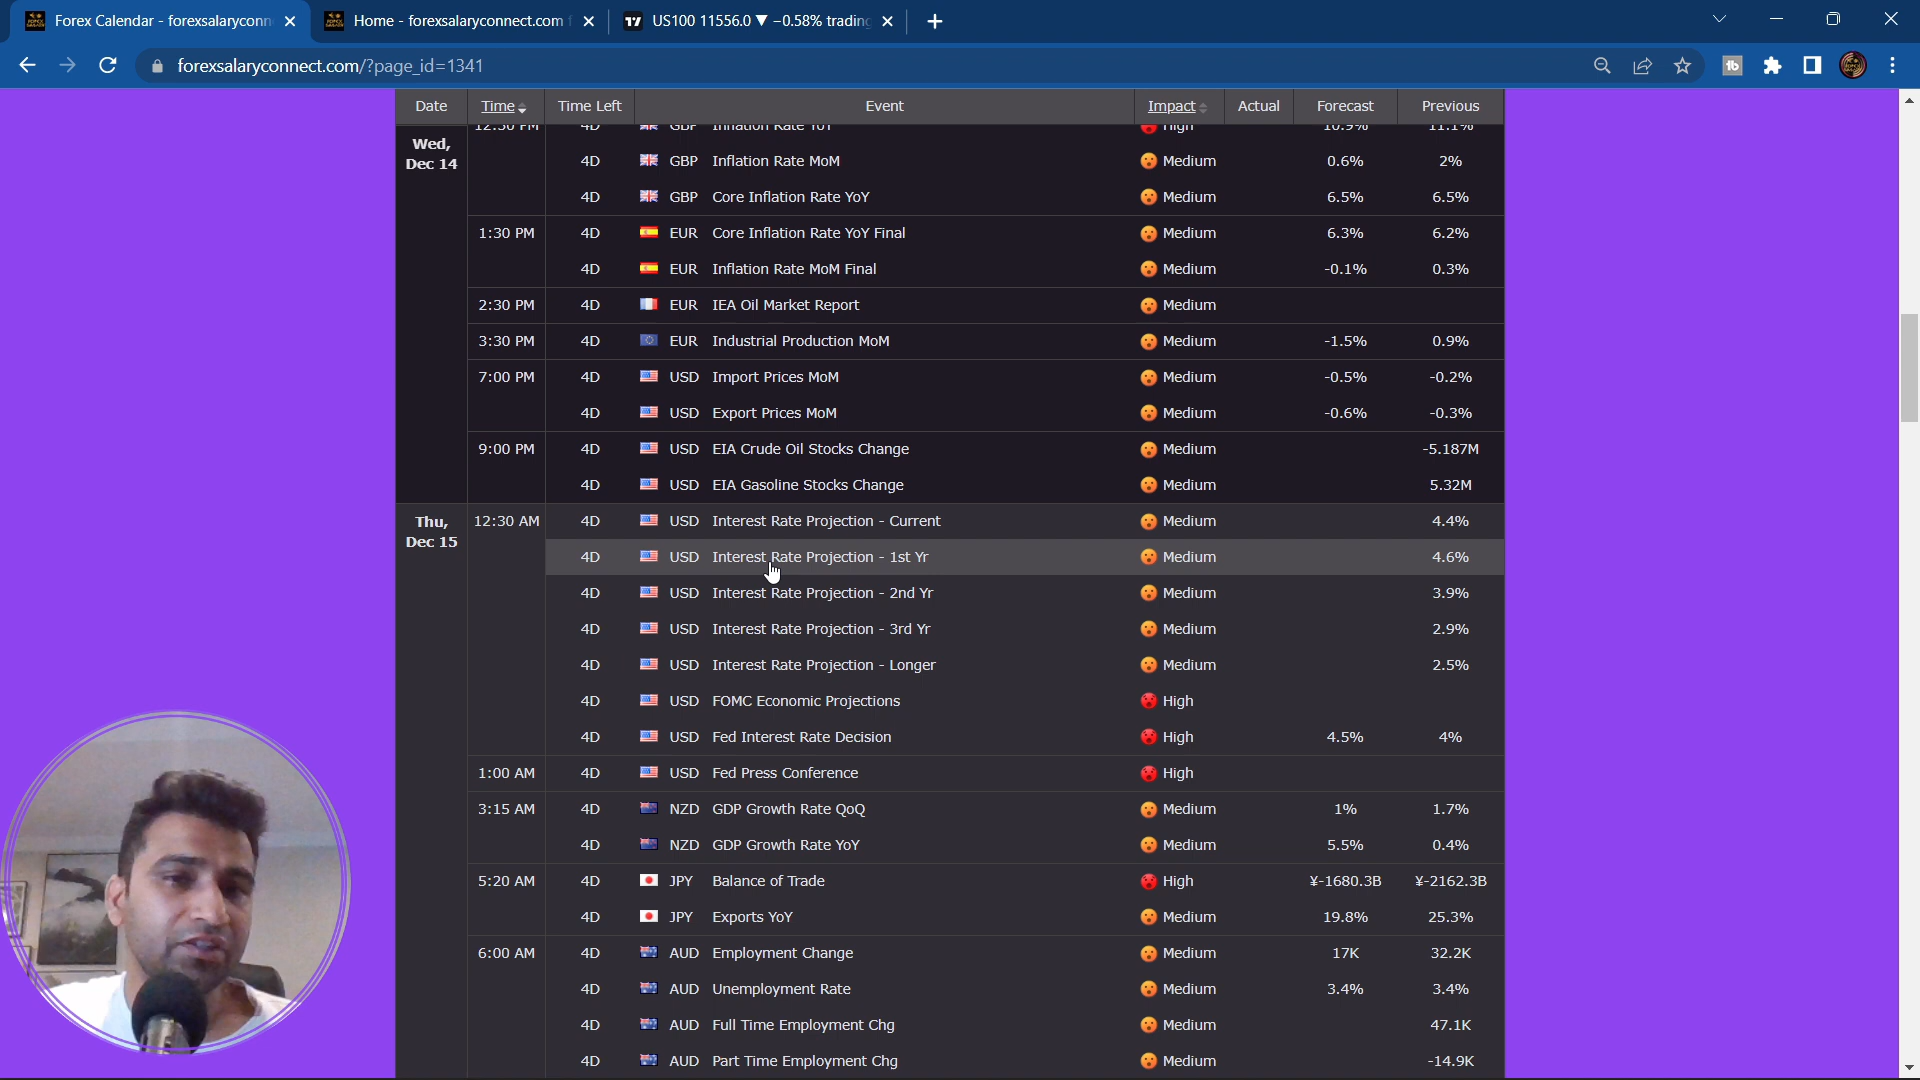 Forex Calendar - forexsalaryconn
Home - forexsalaryconnect.com f
US100 11556.0 ▼ −0.58% trading
forexsalaryconnect.com/?page_id=1341
Date Time Time Left Event Impact Actual Forecast Previous
12:30 PM 4D GBP Inflation Rate YoY High 10.9% 11.1%
Wed, Dec 14
4D GBP Inflation Rate MoM Medium 0.6% 2%
4D GBP Core Inflation Rate YoY Medium 6.5% 6.5%
1:30 PM 4D EUR Core Inflation Rate YoY Final Medium 6.3% 6.2%
4D EUR Inflation Rate MoM Final Medium -0.1% 0.3%
2:30 PM 4D EUR IEA Oil Market Report Medium
3:30 PM 4D EUR Industrial Production MoM Medium -1.5% 0.9%
7:00 PM 4D USD Import Prices MoM Medium -0.5% -0.2%
4D USD Export Prices MoM Medium -0.6% -0.3%
9:00 PM 4D USD EIA Crude Oil Stocks Change Medium -5.187M
4D USD EIA Gasoline Stocks Change Medium 5.32M
Thu, Dec 15
12:30 AM 4D USD Interest Rate Projection - Current Medium 4.4%
4D USD Interest Rate Projection - 1st Yr Medium 4.6%
4D USD Interest Rate Projection - 2nd Yr Medium 3.9%
4D USD Interest Rate Projection - 3rd Yr Medium 2.9%
4D USD Interest Rate Projection - Longer Medium 2.5%
4D USD FOMC Economic Projections High
4D USD Fed Interest Rate Decision High 4.5% 4%
1:00 AM 4D USD Fed Press Conference High
3:15 AM 4D NZD GDP Growth Rate QoQ Medium 1% 1.7%
4D NZD GDP Growth Rate YoY Medium 5.5% 0.4%
5:20 AM 4D JPY Balance of Trade High ¥-1680.3B ¥-2162.3B
4D JPY Exports YoY Medium 19.8% 25.3%
6:00 AM 4D AUD Employment Change Medium 17K 32.2K
4D AUD Unemployment Rate Medium 3.4% 3.4%
4D AUD Full Time Employment Chg Medium 47.1K
4D AUD Part Time Employment Chg Medium -14.9K